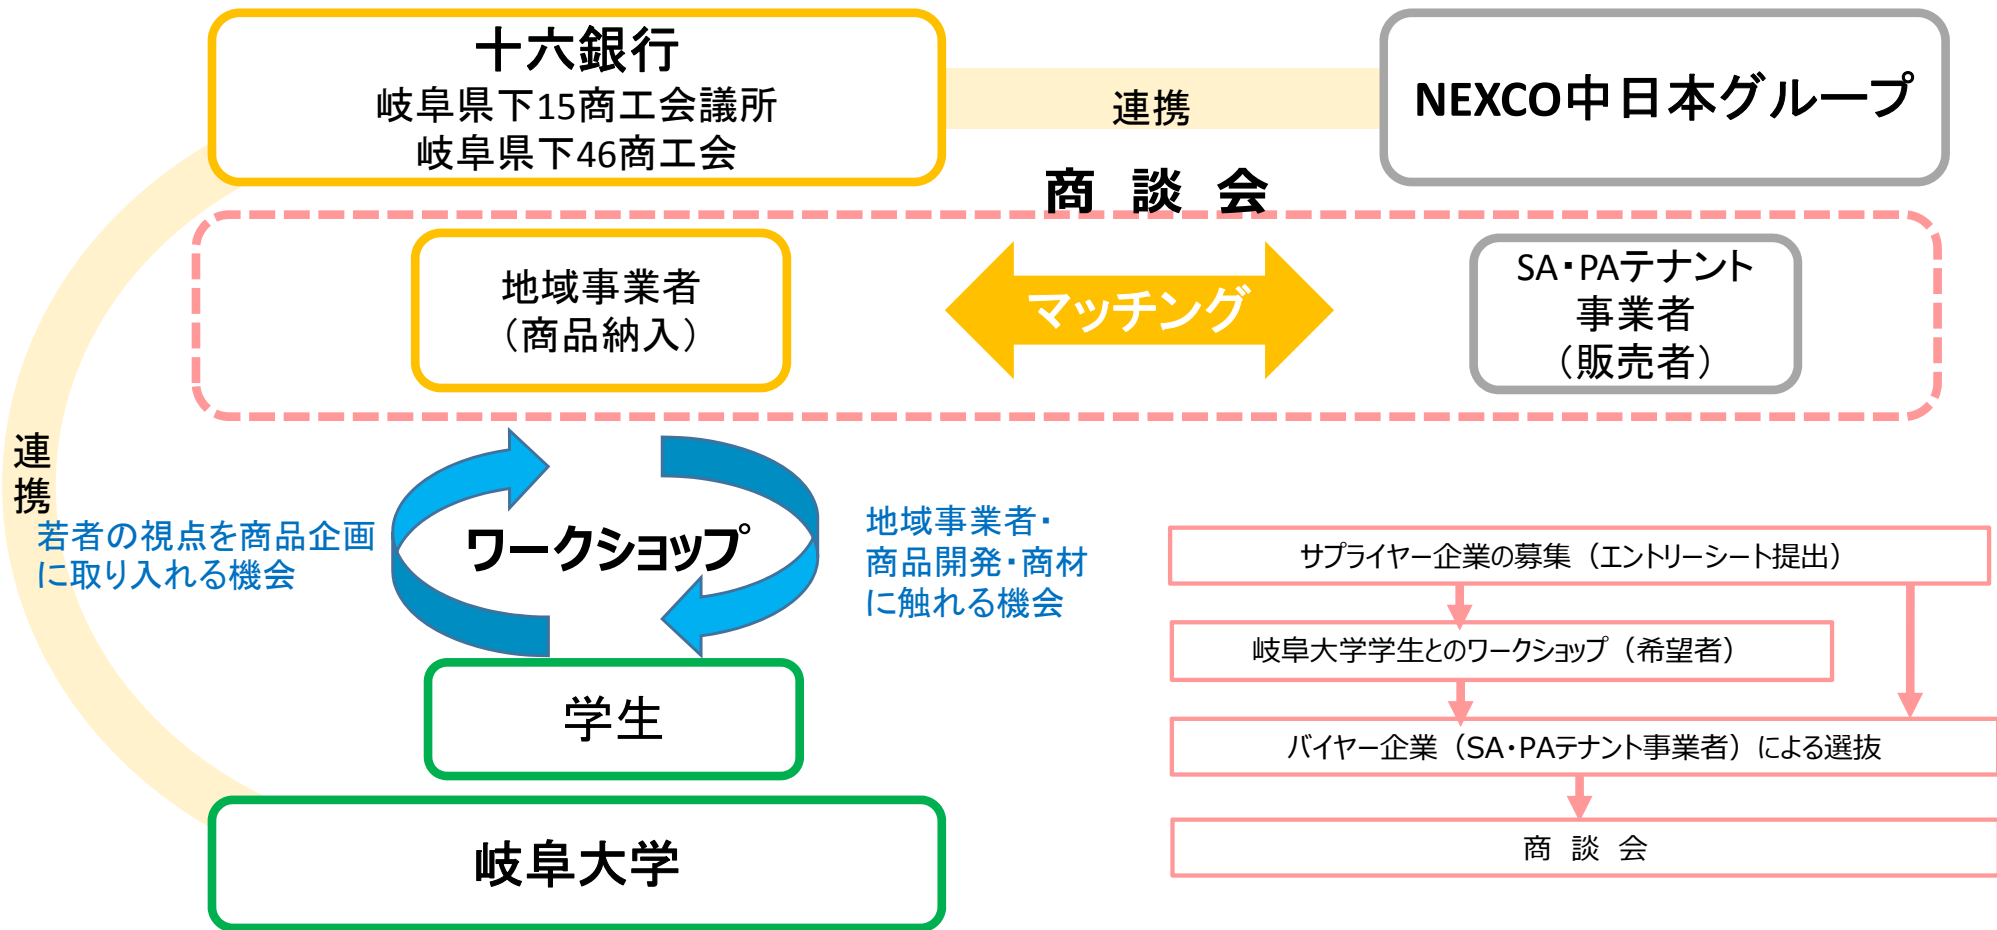 十六銀行
岐阜県下15商工会議所
岐阜県下46商工会
連携
NEXCO中日本グループ
商 談 会
地域事業者
(商品納入)
マッチング
SA・PAテナント
事業者
(販売者)
連
携
若者の視点を商品企画
に取り入れる機会
ワークショップ
地域事業者・
商品開発・商材
に触れる機会
学生
岐阜大学
サプライヤー企業の募集(エントリーシート提出)
岐阜大学学生とのワークショップ(希望者)
バイヤー企業(SA・PAテナント事業者)による選抜
商 談 会